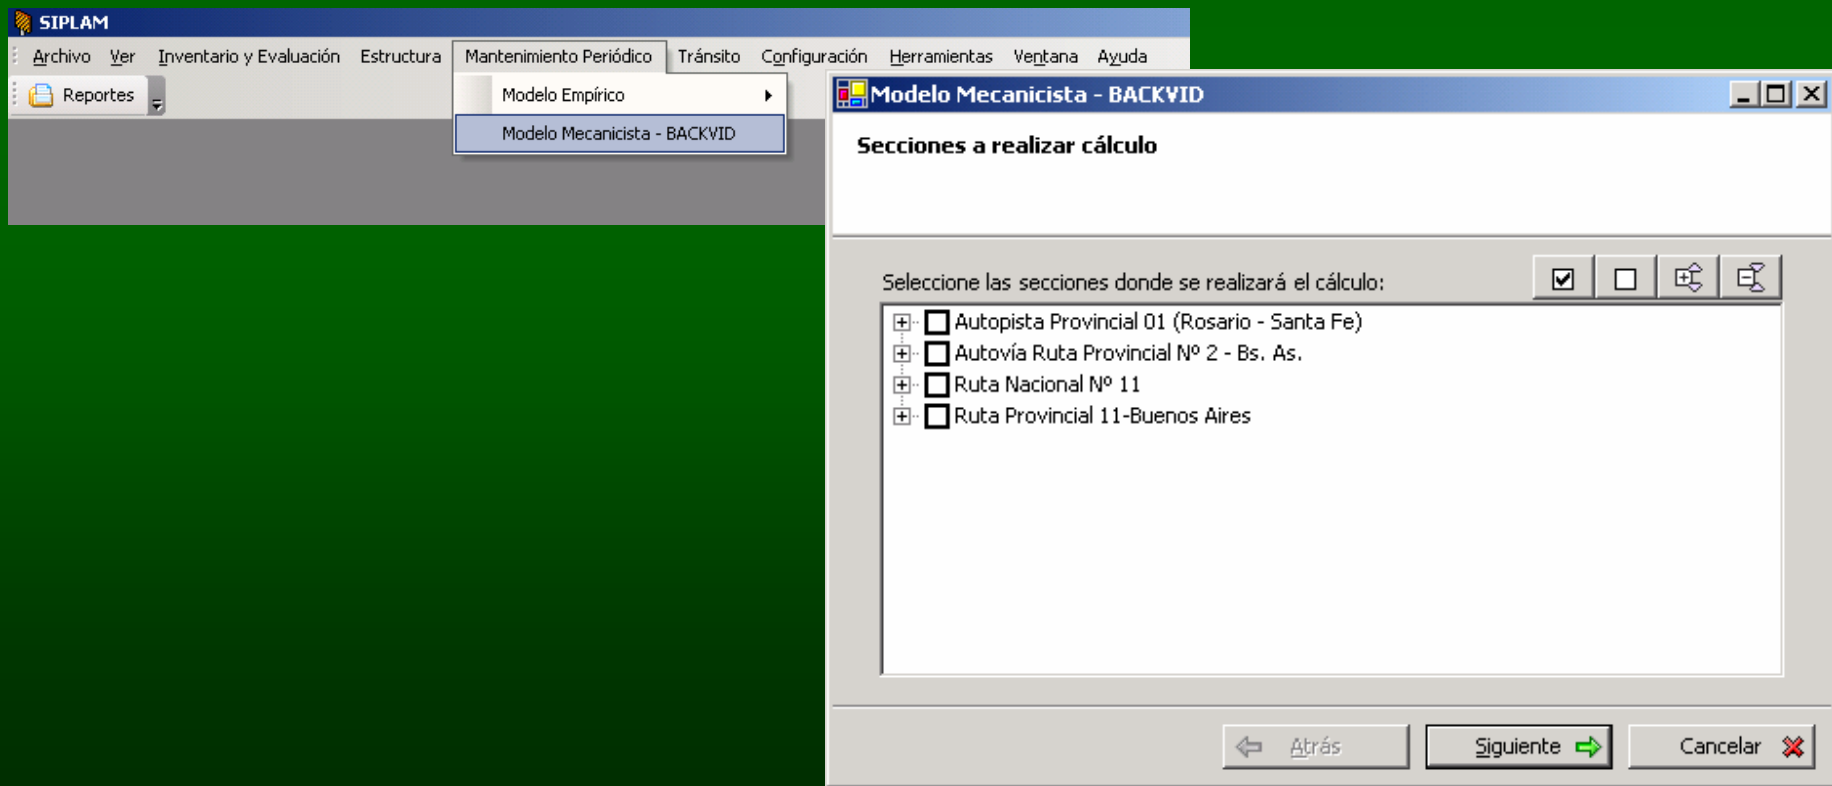 SIPLAM
Archivo Ver Inventario y Evaluación Estructura Mantenimiento Periódico Tránsito Configuración Herramientas Ventana Ayuda
Reportes
Modelo Empírico
Modelo Mecanicista - BACKVID
Modelo Mecanicista - BACKVID
Secciones a realizar cálculo
Seleccione las secciones donde se realizará el cálculo:
Autopista Provincial 01 (Rosario - Santa Fe)
Autovía Ruta Provincial Nº 2 - Bs. As.
Ruta Nacional Nº 11
Ruta Provincial 11-Buenos Aires
Atrás
Siguiente
Cancelar